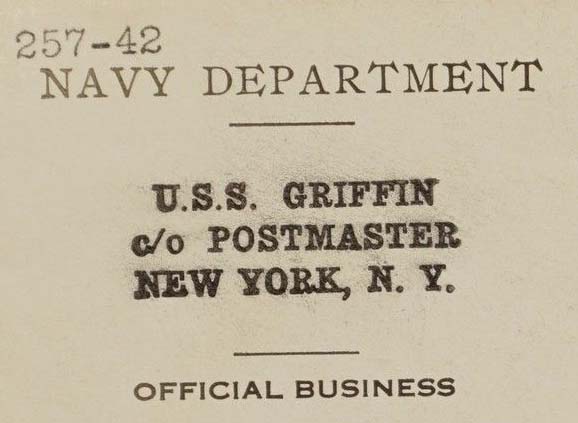 257-42
NAVY DEPARTMENT
U.S.S. GRIFFIN
c/o POSTMASTER
NEW YORK, N. Y.
OFFICIAL BUSINESS